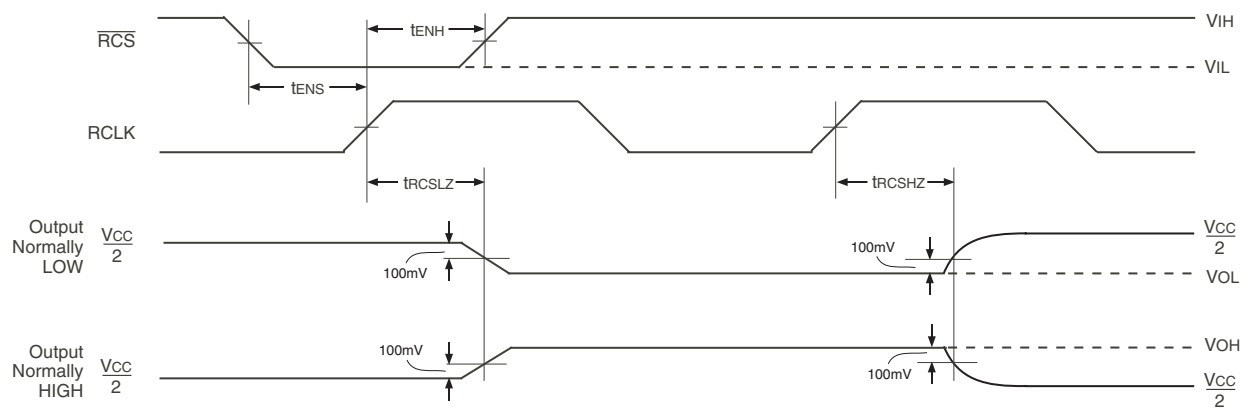 RCS
tENH
VIH
VIL
tENS
RCLK
tRCSLZ
tRCSHZ
Output
Normally
LOW
VCC
2
100mV
100mV
VCC
2
VOL
Output
Normally
HIGH
VCC
2
100mV
100mV
VOH
VCC
2